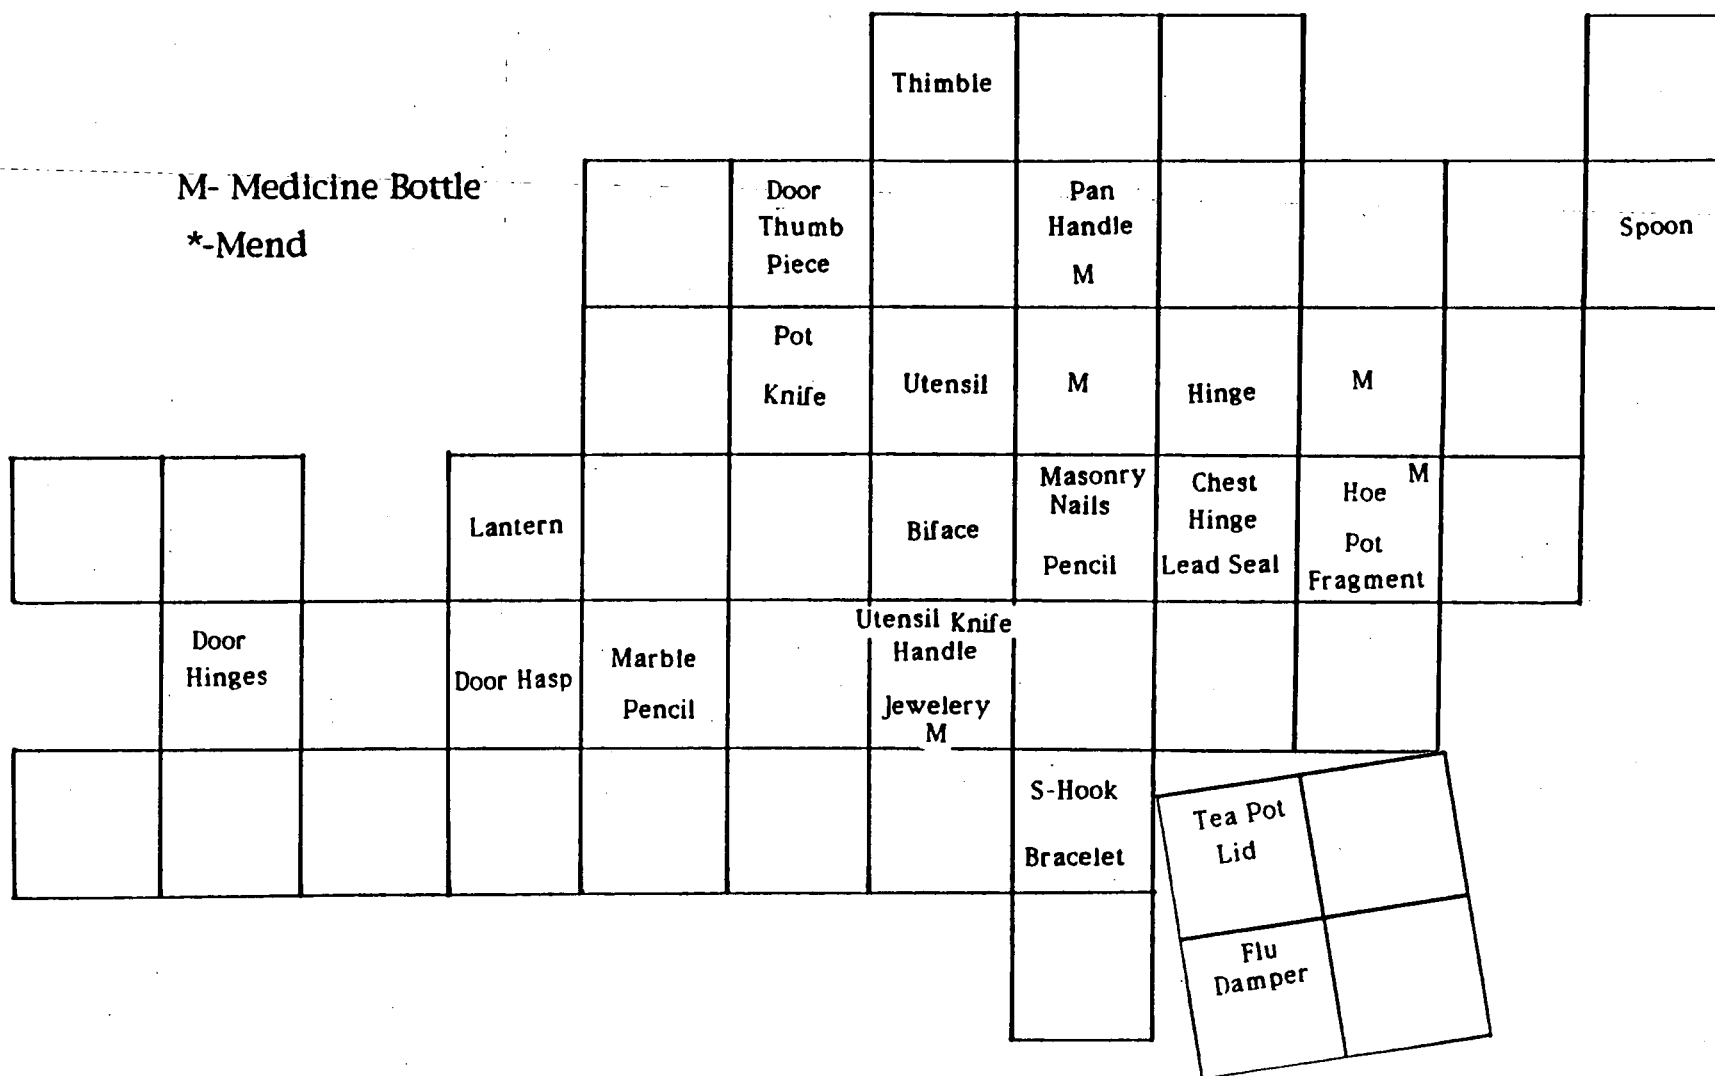 Thimble
M- Medicine Bottle
*-Mend
Door
Thumb
Piece
Pan
Handle
M
Spoon
Pot
Knife
Utensil
M
Hinge
M
Lantern
Biface
Masonry
Nails
Pencil
Chest
Hinge
Lead Seal
M
Hoe
Pot
Fragment
Door
Hinges
Door Hasp
Marble
Pencil
Utensil Knife
Handle
Jewelery
M
S-Hook
Bracelet
Tea Pot
Lid
Flu
Damper